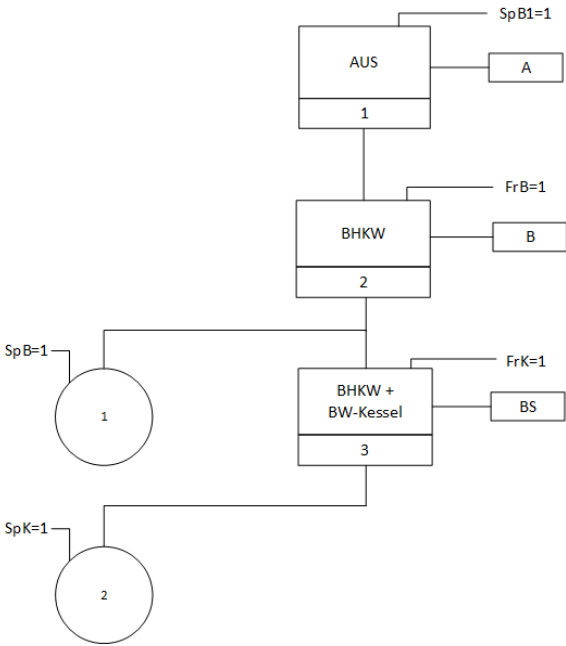 SpB1=1
AUS
A
1
FrB=1
BHKW
B
2
SpB=1
FrK=1
1
BHKW +
BW-Kessel
BS
3
SpK=1
2